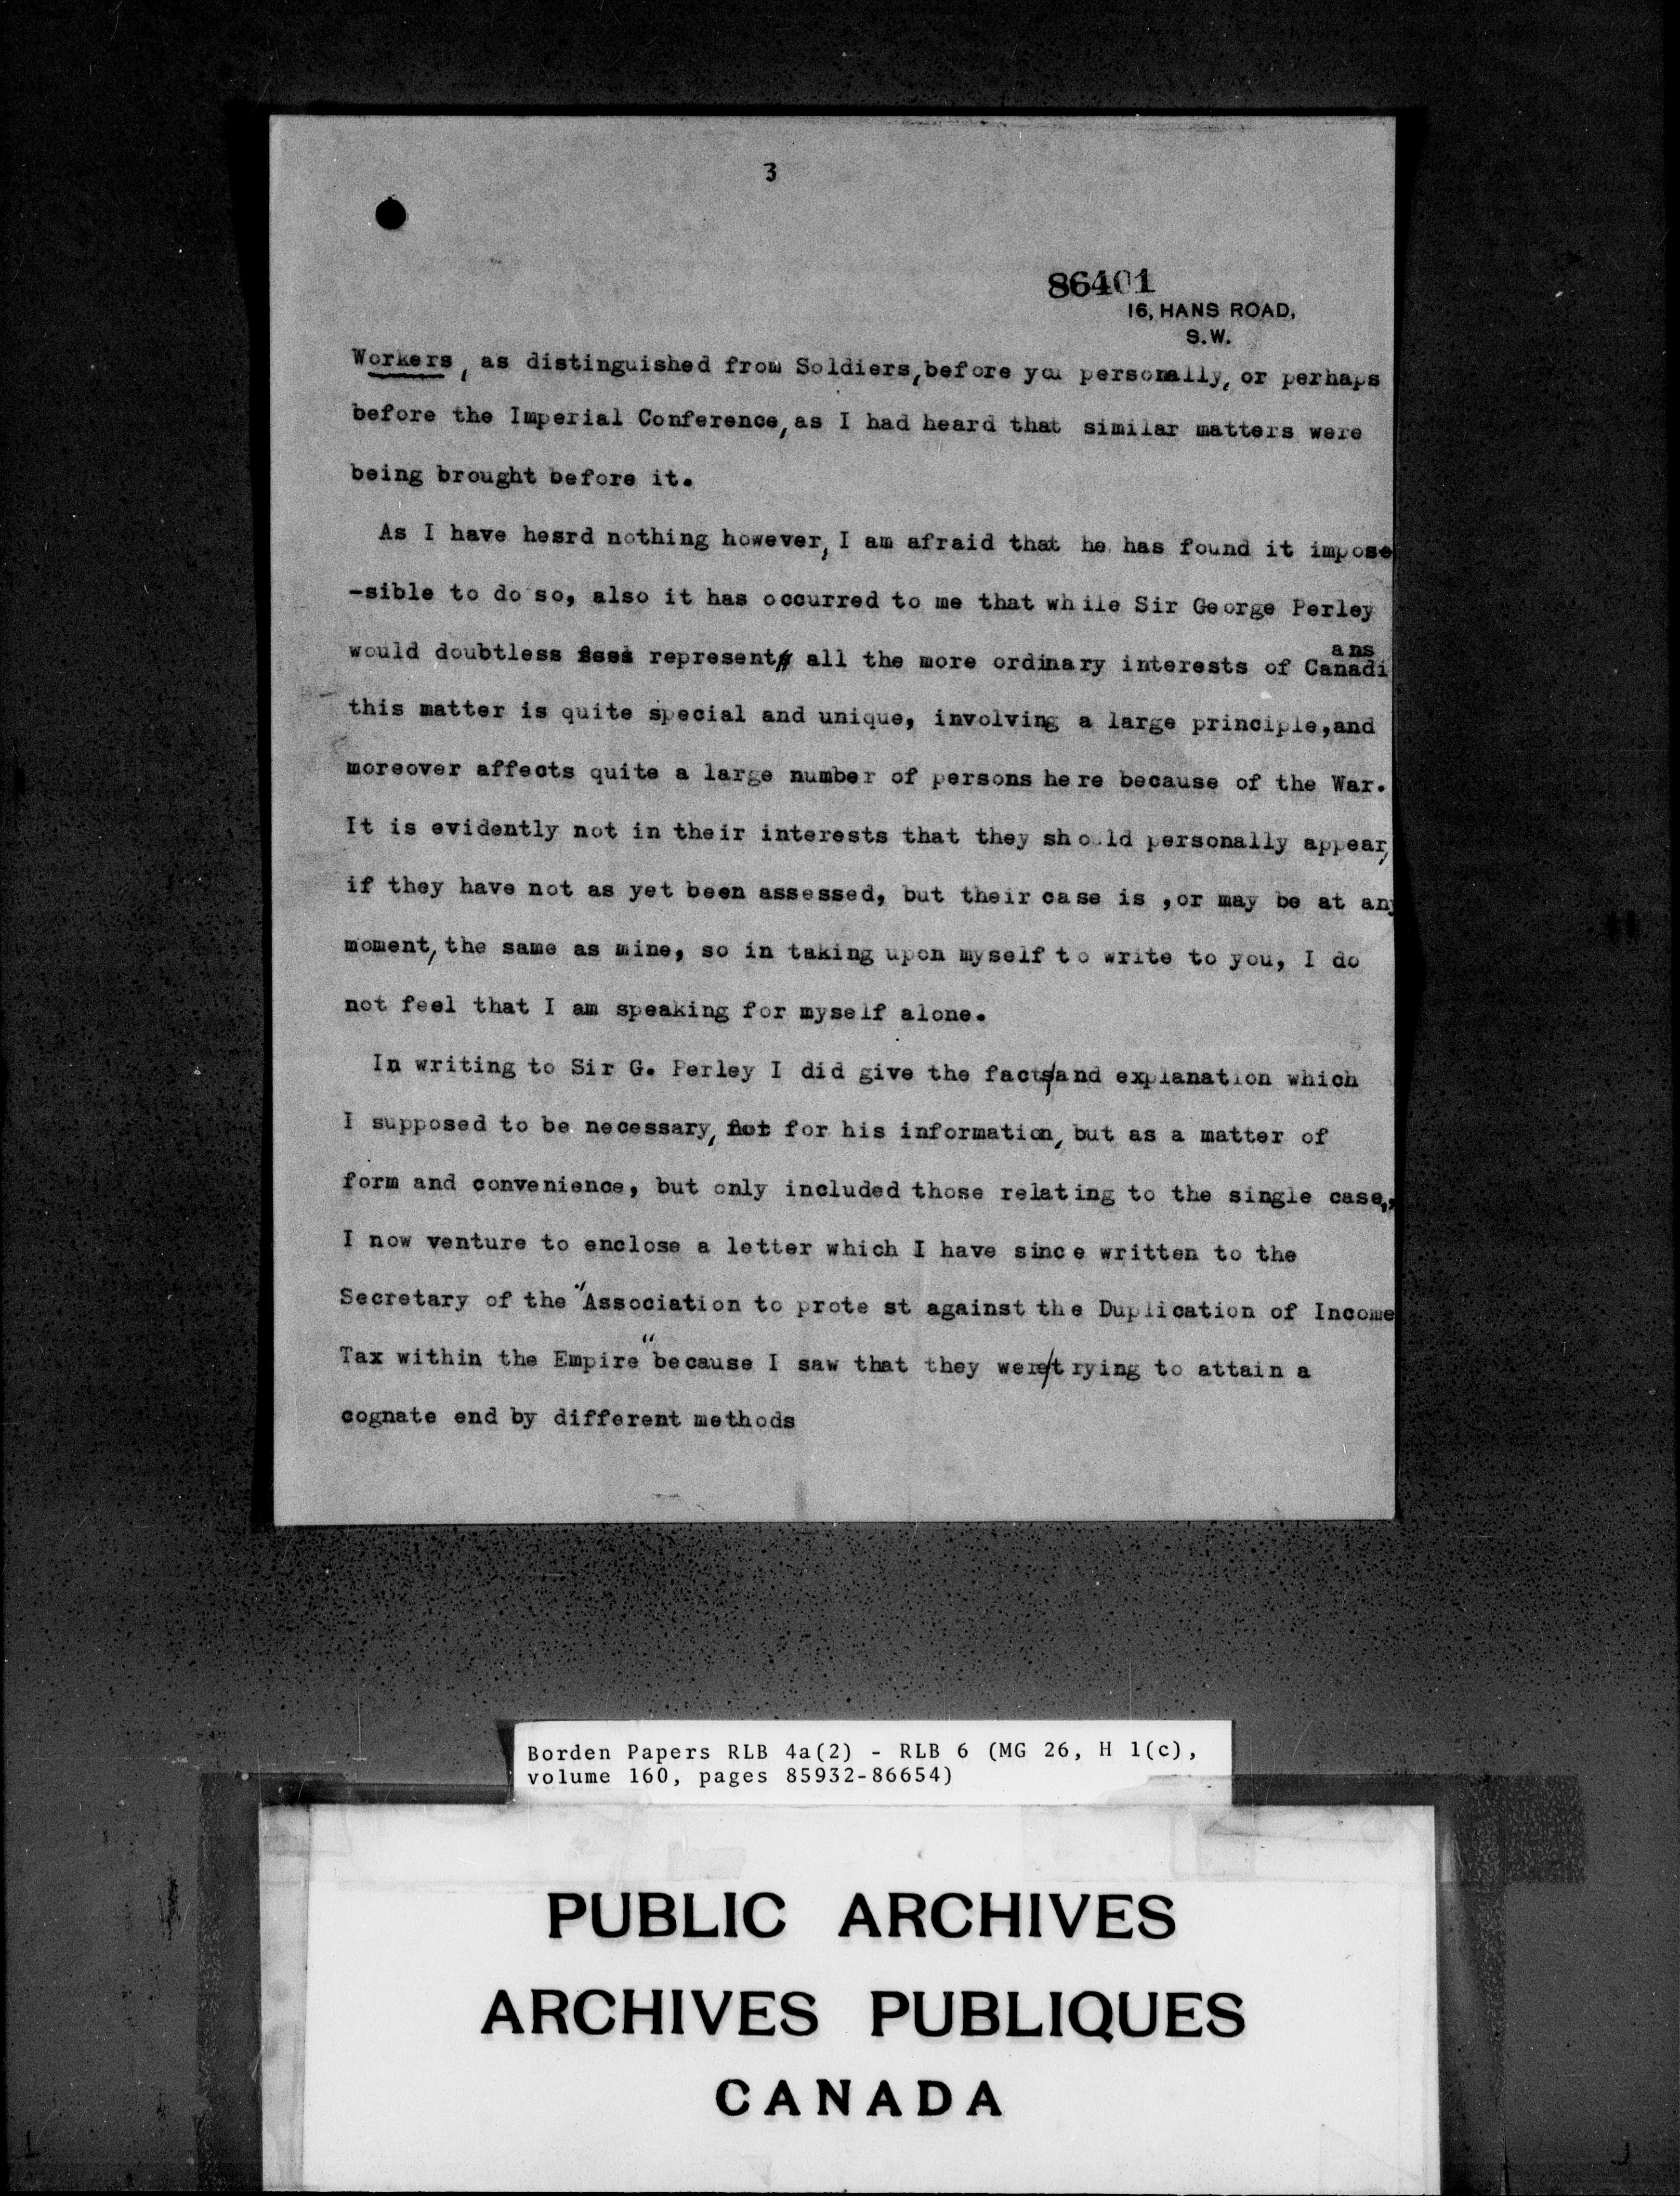 3
86401
16, HANS ROAD,
S.W.
Workers, as distinguished from Soldiers,before you personally, or perhaps
before the Imperial Conference,as I had heard that similar matters were
being brought before it.
As I have hesrd nothing however, I am afraid that he has found it impos
-sible to do so, also it has occurred to me that while Sir George Perley
would doubtless represent all the more ordinary interests of Canadians
this matter is quite special and unique, involving a large principle,and
moreover affects quite a large number of persons here because of the War.
It is evidently not in their interests that they should personally appear,
if they have not as yet been assessed, but their case is ,or may be at any
moment, the same as mine, so in taking upon myself to write to you, I do
not feel that I am speaking for myself alone.
In writing to Sir G. Perley I did give the facts/and explanation which
I supposed to be necessary, not for his information, but as a matter of
form and convenience, but only included those relating to the single case,,
I now venture to enclose a letter which I have since written to the
Secretary of the "Association to prote st against the Duplication of Income
Tax within the Empire" because I saw that they were/trying to attain a
cognate end by different methods
Borden Papers RLB 4a(2) - RLB 6 (MG 26, H 1(c),
volume 160, pages 85932-86654)
PUBLIC ARCHIVES
ARCHIVES PUBLIQUES
CANADA